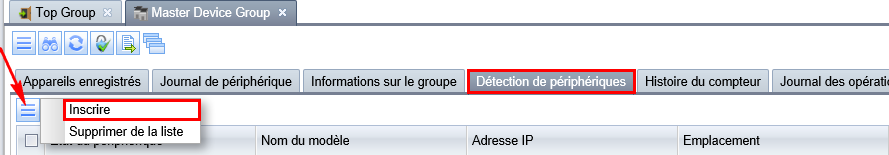 Top Group
Master Device Group
Appareils enregistrés
Journal de périphérique
Informations sur le groupe
Détection de périphériques
Histoire du compteur
Journal des opératio
Inscrire
Supprimer de la liste
Nom du modèle
Adresse IP
Emplacement